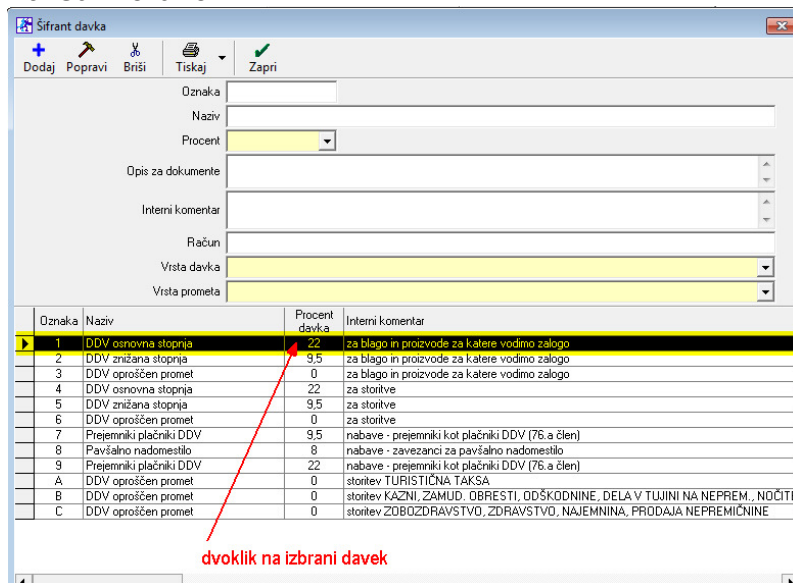 Šifrant davka
Dodaj Popravi Briši Tiskaj Zapri
Oznaka
Naziv
Procent
Opis za dokumente
Interni komentar
Račun
Vrsta davka
Vrsta prometa
Oznaka Naziv Procent davka Interni komentar
1 DDV osnovna stopnja 22 za blago in proizvode za katere vodimo zalogo
2 DDV znižana stopnja 9,5 za blago in proizvode za katere vodimo zalogo
3 DDV oproščen promet 0 za blago in proizvode za katere vodimo zalogo
4 DDV osnovna stopnja 22 za storitve
5 DDV znižana stopnja 9,5 za storitve
6 DDV oproščen promet 0 za storitve
7 Prejemniki plačniki DDV 9,5 nabave - prejemniki kot plačniki DDV (76.a člen)
8 Pavšalno nadomestilo 8 nabave - zavezanci za pavšalno nadomestilo
9 Prejemniki plačniki DDV 22 nabave - prejemniki kot plačniki DDV (76.a člen)
A DDV oproščen promet 0 storitev TURISTIČNA TAKSA
B DDV oproščen promet 0 storitev KAZNI, ZAMUD. OBRESTI, ODŠKODNINE, DELA V TUJINI NA NEPREM., NOČITE
C DDV oproščen promet 0 storitev ZOBOZDRAVSTVO, ZDRAVSTVO, NAJEMNINA, PRODAJA NEPREMIČNINE
dvoklik na izbrani davek